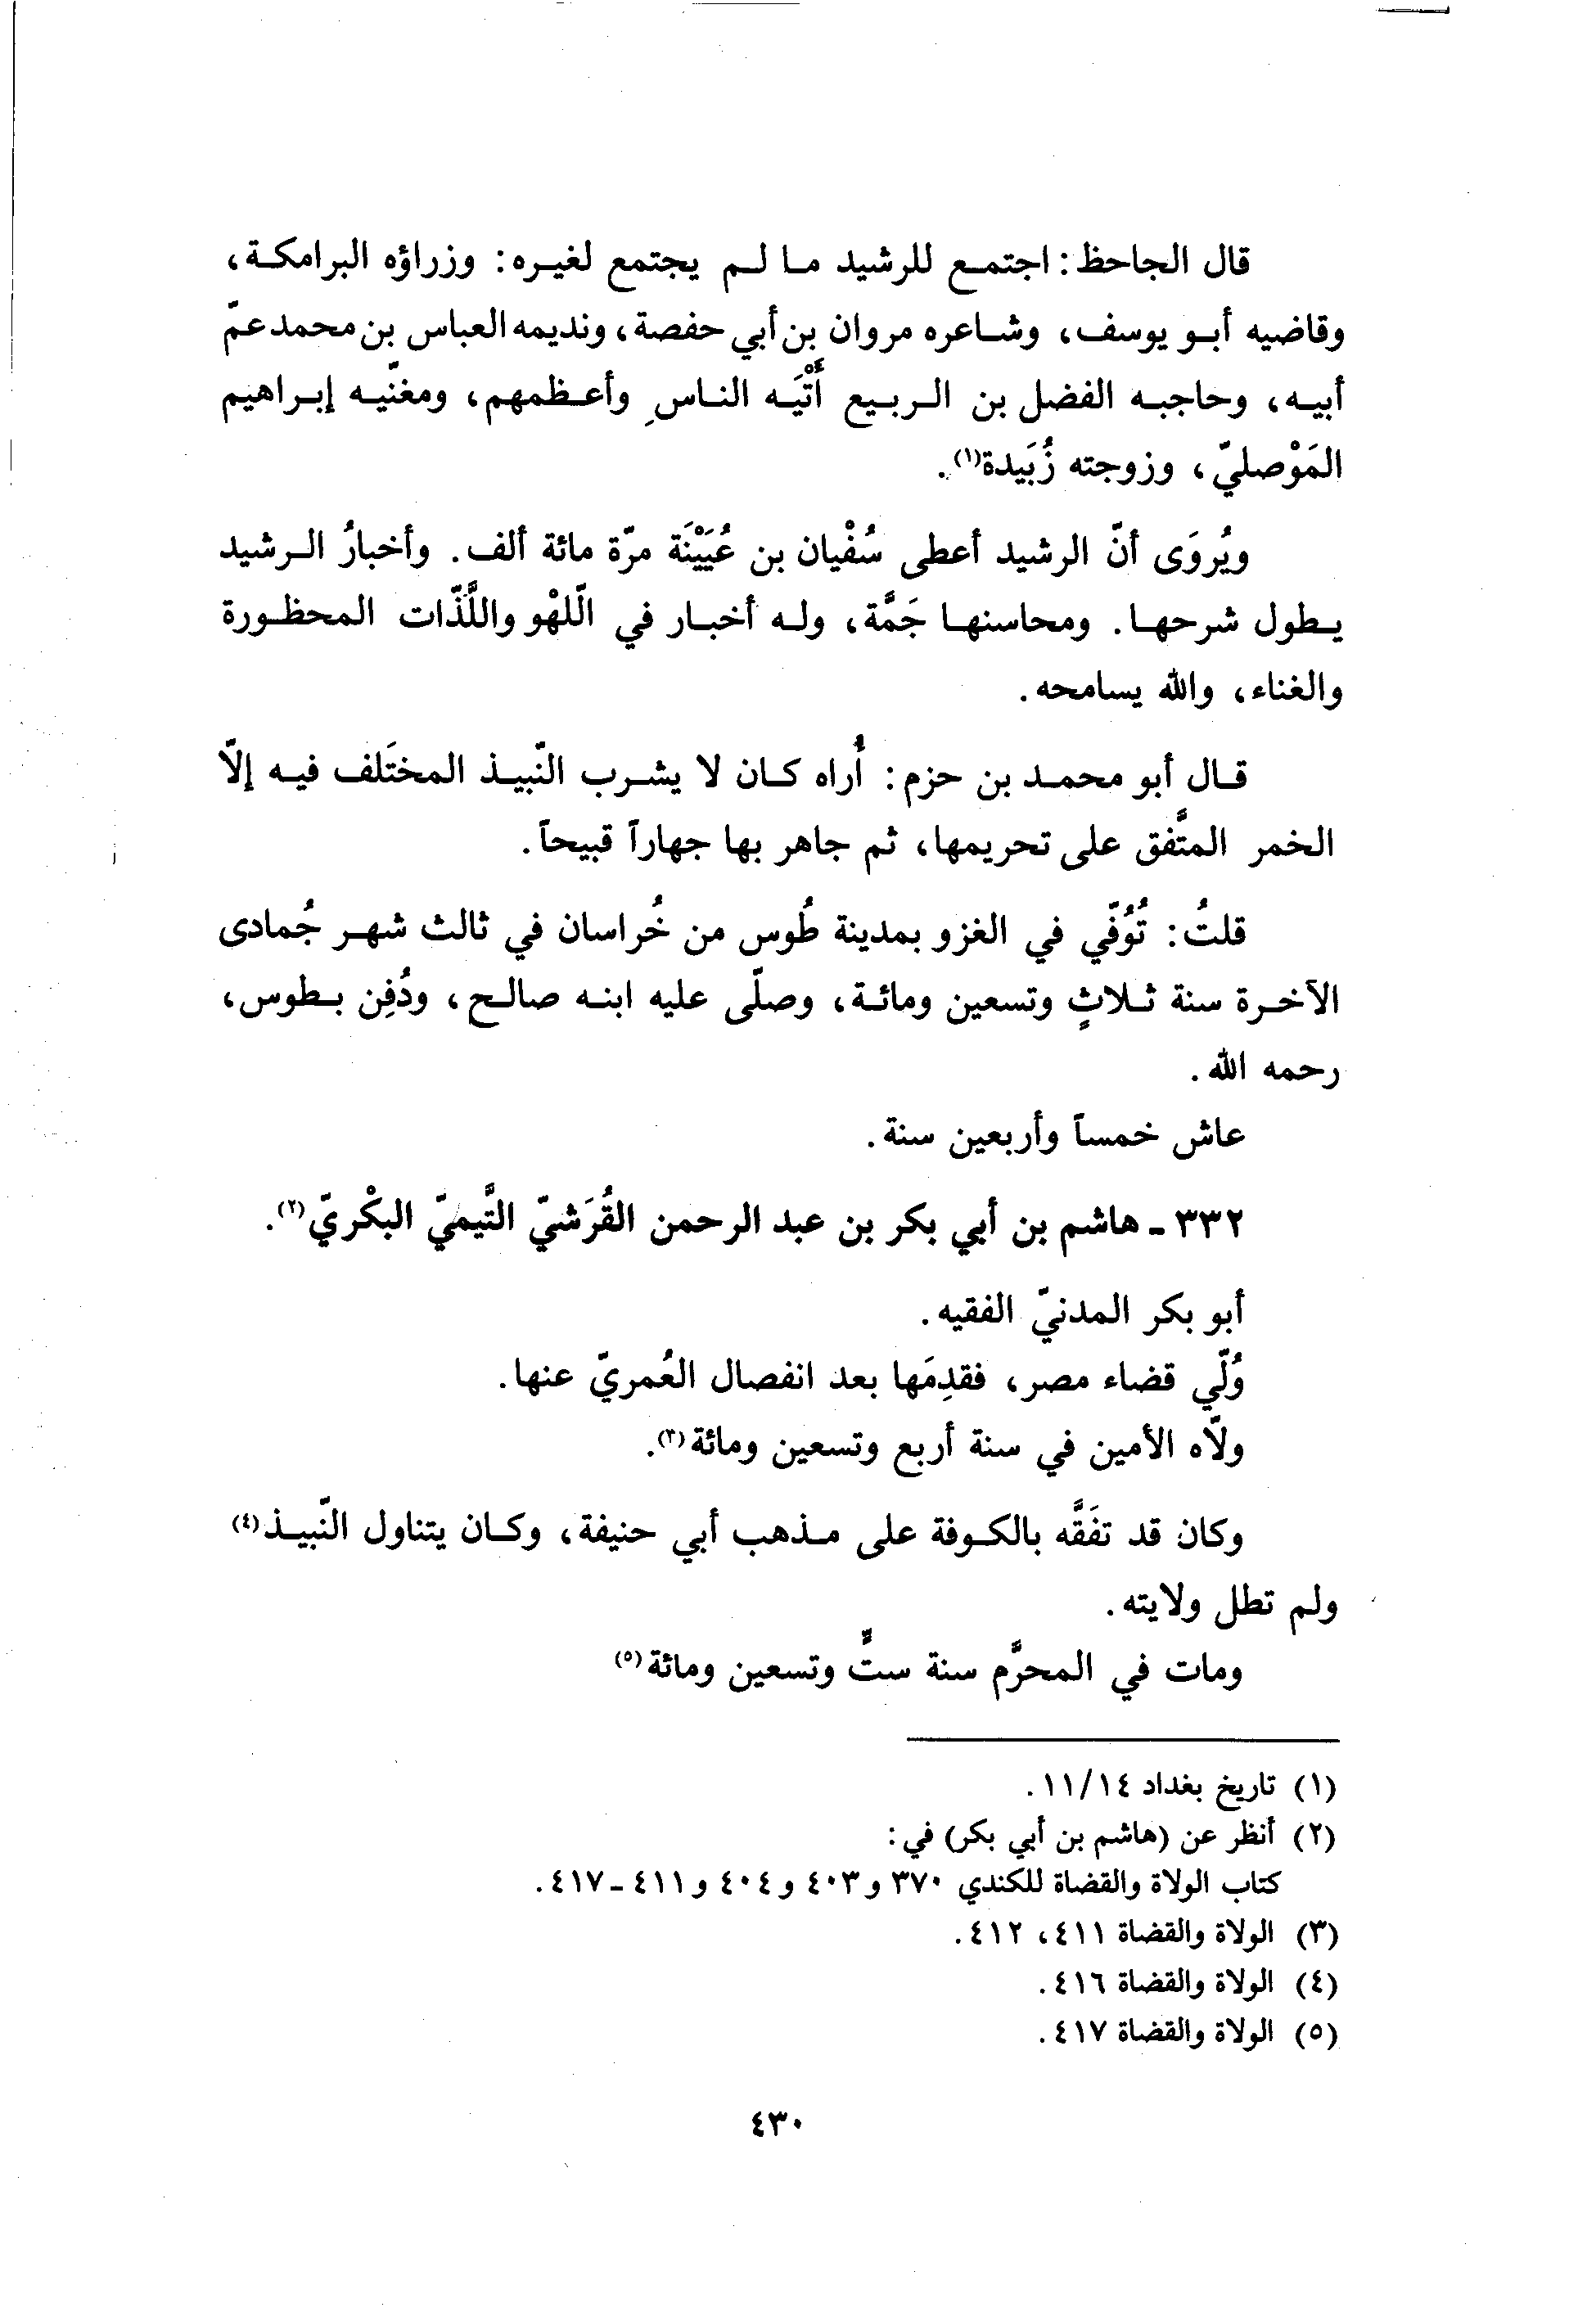 قال الجاحظ: اجتمع للرشيد ما لم يجتمع لغيره: وزراؤه البرامكة،
وقاضيه أبو يوسف، وشاعره مروان بن أبي حفصة، ونديمه العباس بن محمد عمّ
أبيه، وحاجبه الفضل بن الربيع أَتْيَه الناسِ وأعظمهم، ومغنّيه إبراهيم
المَوْصليّ، وزوجته زُبَيدة(١).
ويُروَى أنّ الرشيد أعطى سُفْيان بن عُيَيْنَة مرّة مائة ألف. وأخبارُ الرشيد
يطول شرحها. ومحاسنها جَمَّة، وله أخبار في اللّهْو واللَّذّات المحظورة
والغناء، والله يسامحه.
قال أبو محمد بن حزم: أُراه كان لا يشرب النّبيذ المختَلف فيه إلّا
الخمر المتَّفق على تحريمها، ثم جاهر بها جهاراً قبيحاً.
قلتُ: تُوُفّي في الغزو بمدينة طُوس من خُراسان في ثالث شهر جُمادى
الآخرة سنة ثلاثٍ وتسعين ومائة، وصلّى عليه ابنه صالح، ودُفِن بطوس،
رحمه الله.
عاش خمساً وأربعين سنة.
٣٣٢ ـ هاشم بن أبي بكر بن عبد الرحمن القُرَشيّ التَّيميّ البكْريّ(٢).
أبو بكر المدنيّ الفقيه.
وُلّي قضاء مصر، فقدِمَها بعد انفصال العُمريّ عنها.
ولّاه الأمين في سنة أربع وتسعين ومائة(٣).
وكان قد تفَقَّه بالكوفة على مذهب أبي حنيفة، وكان يتناول النّبيذ(٤)
ولم تطل ولايته.
ومات في المحرَّم سنة ستٍّ وتسعين ومائة(٥)
(١) تاريخ بغداد ١١/١٤.
(٢) أنظر عن (هاشم بن أبي بكر) في:
كتاب الولاة والقضاة للكندي ٣٧٠ و٤٠٣ و٤٠٤ و٤١١ ـ ٤١٧.
(٣) الولاة والقضاة ٤١١، ٤١٢.
(٤) الولاة والقضاة ٤١٦.
(٥) الولاة والقضاة ٤١٧.
٤٣٠